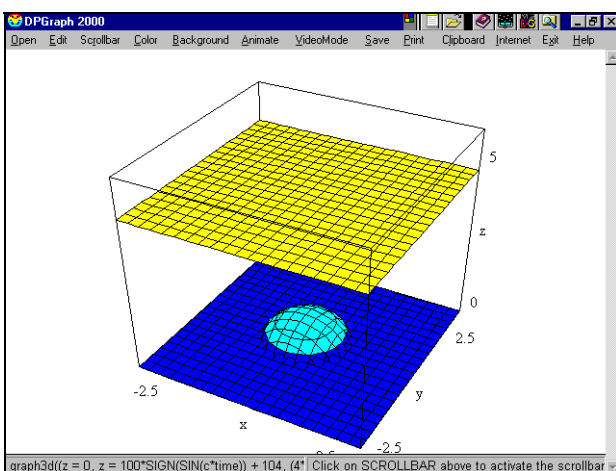 DPGraph 2000
Open Edit Scrollbar Color Background Animate VideoMode Save Print Clipboard Internet Exit Help
5
z
0
2.5
y
-2.5
x
-2.5
graph3d((z = 0, z = 100*SIGN(SIN(c*time)) + 104, (4* Click on SCROLLBAR above to activate the scrollbar